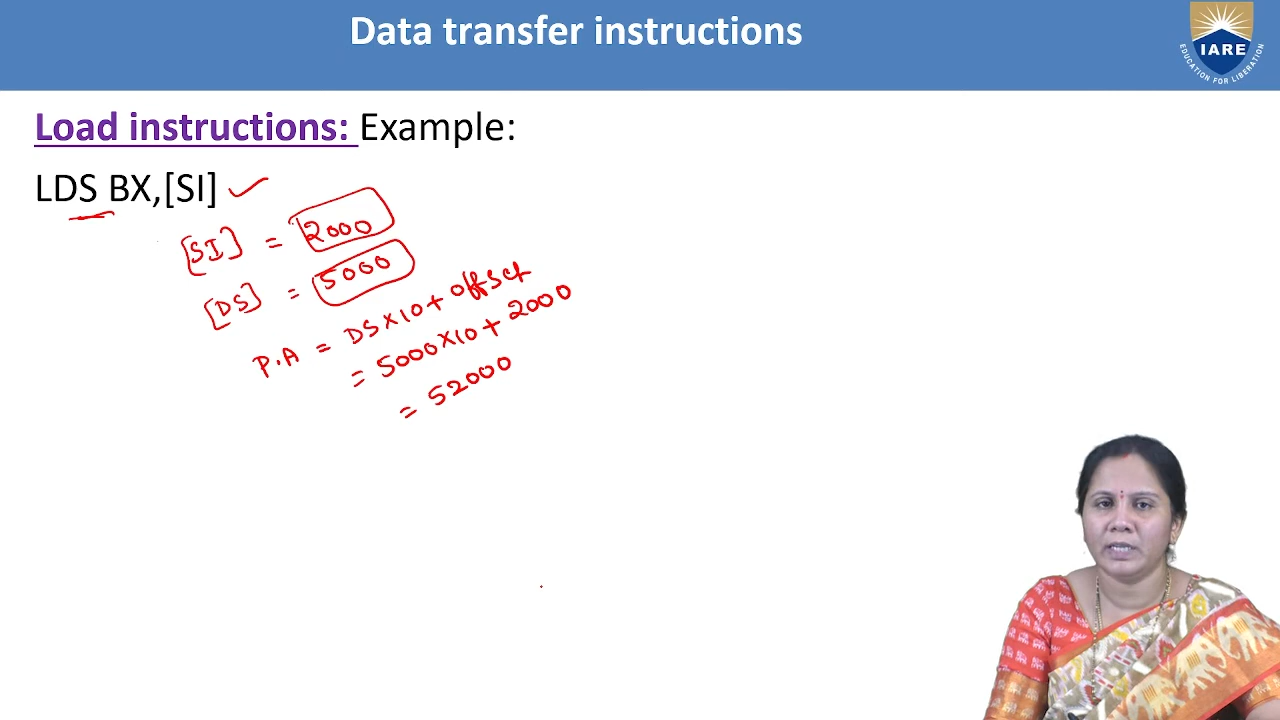 Data transfer instructions
IARE
EDUCATION FOR LIBERATION
Load instructions: Example:
LDS BX,[SI]
[SI] = 2000
[DS] = 5000
P.A = DS×10+ offset
= 5000×10+ 2000
= 52000